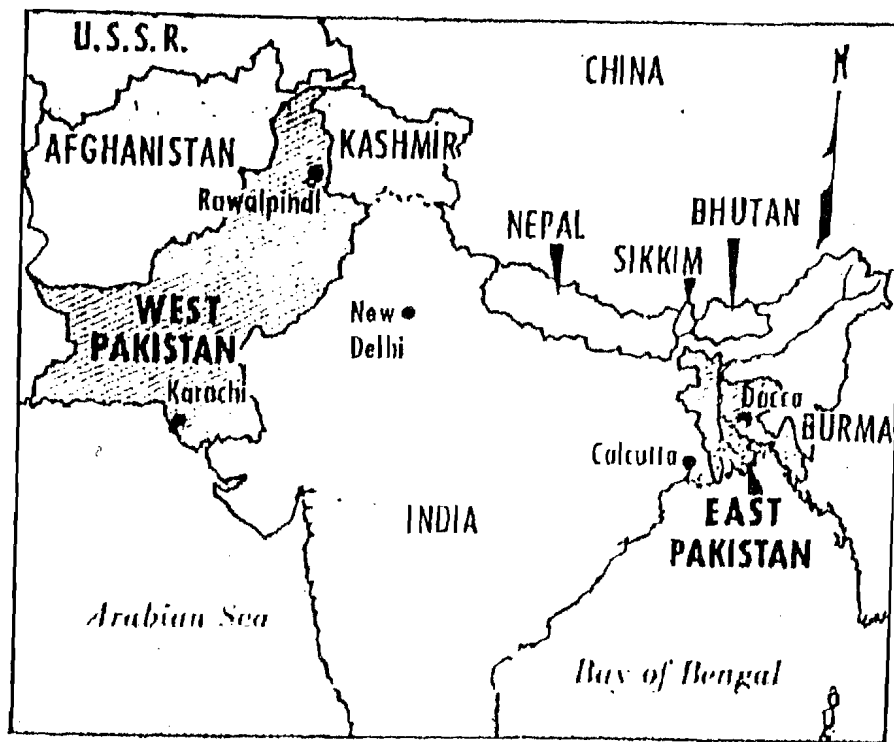 U.S.S.R.
CHINA
N
AFGHANISTAN
KASHMIR
Rawalpindi
NEPAL
BHUTAN
SIKKIM
WEST
PAKISTAN
New
Delhi
Karachi
Dacca
BURMA
Calcutta
EAST
PAKISTAN
INDIA
Arabian Sea
Bay of Bengal